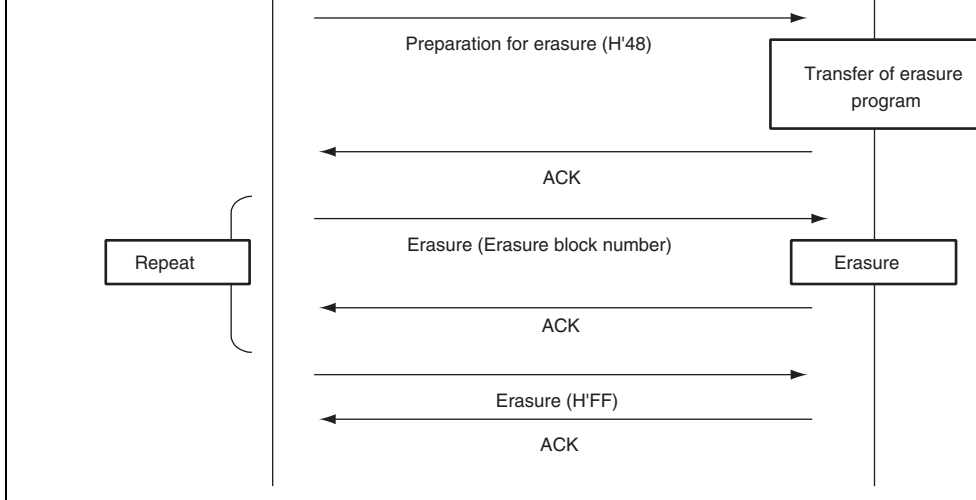 Preparation for erasure (H'48)
Transfer of erasure
program
ACK
Erasure (Erasure block number)
Repeat
Erasure
ACK
Erasure (H'FF)
ACK